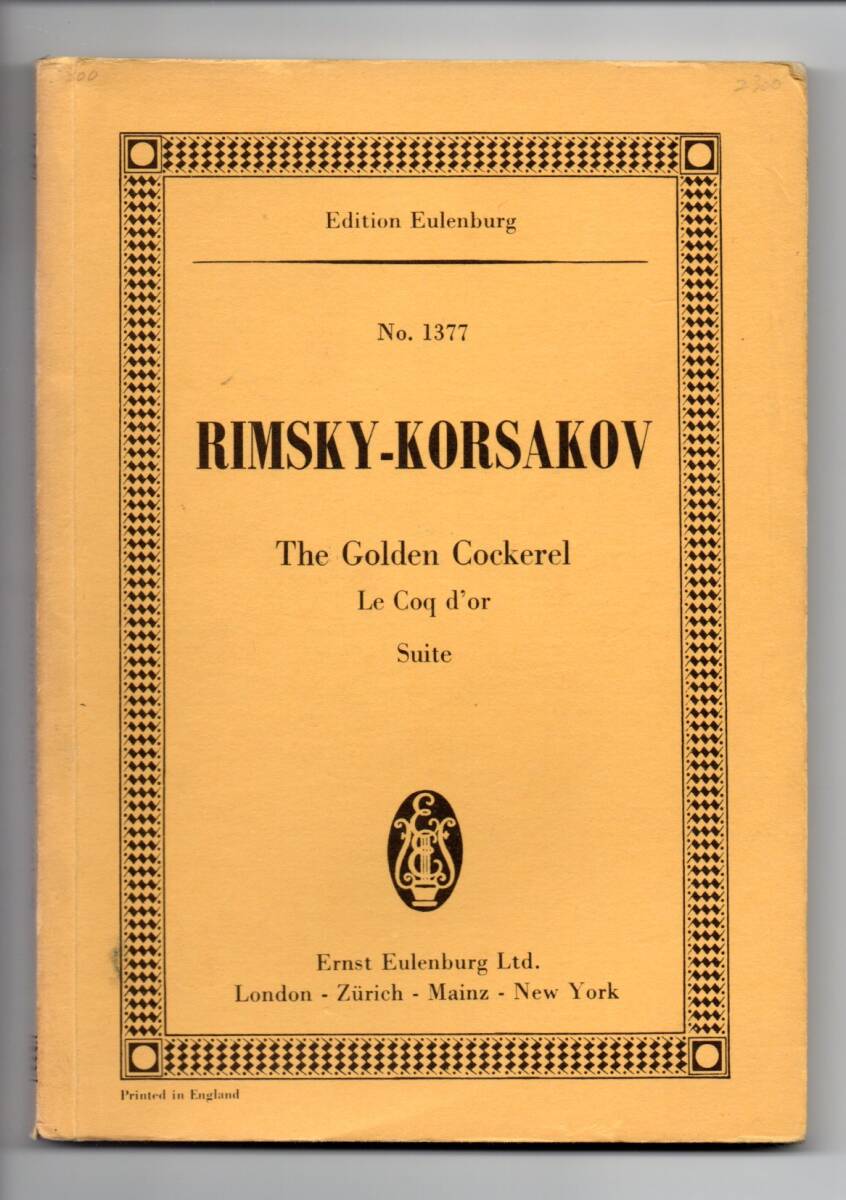 2300
Edition Eulenburg
No. 1377
RIMSKY-KORSAKOV
The Golden Cockerel
Le Coq d'or
Suite
Ernst Eulenburg Ltd.
London - Zürich - Mainz - New York
Printed in England